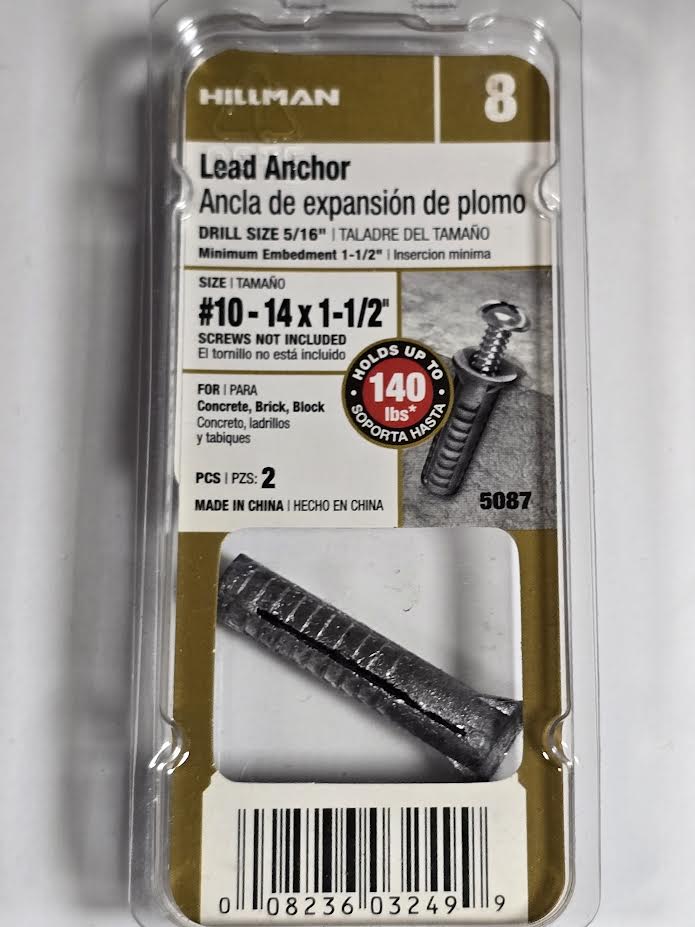 HILLMAN
8
Lead Anchor
Ancla de expansión de plomo
DRILL SIZE 5/16" | TALADRE DEL TAMAÑO
Minimum Embedment 1-1/2" | Insercion minima
SIZE | TAMAÑO
#10 - 14 x 1-1/2"
SCREWS NOT INCLUDED
El tornillo no está incluido
HOLDS UP TO
140
lbs*
SOPORTA HASTA
FOR | PARA
Concrete, Brick, Block
Concreto, ladrillos
y tabiques
PCS | PZS: 2
MADE IN CHINA | HECHO EN CHINA
5087
0 08236 03249 9